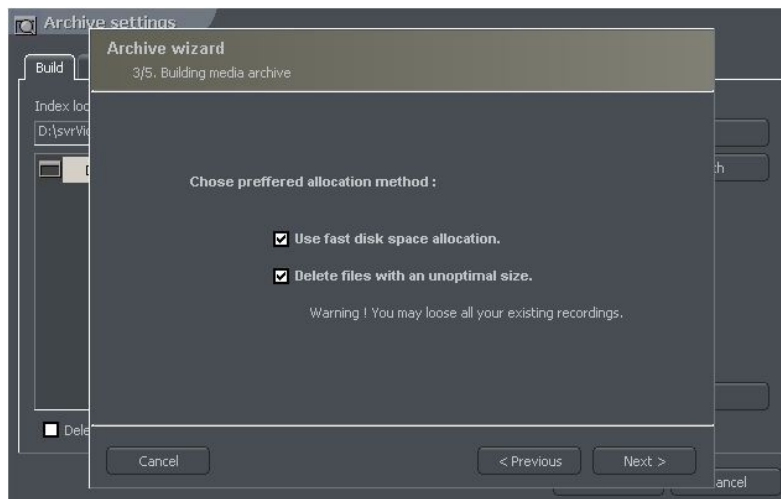 Archive settings
Archive wizard
3/5. Building media archive
Build
Index loc
D:\svrVi
Chose preffered allocation method :
Use fast disk space allocation.
Delete files with an unoptimal size.
Warning ! You may loose all your existing recordings.
Dele
Cancel
< Previous
Next >
ancel